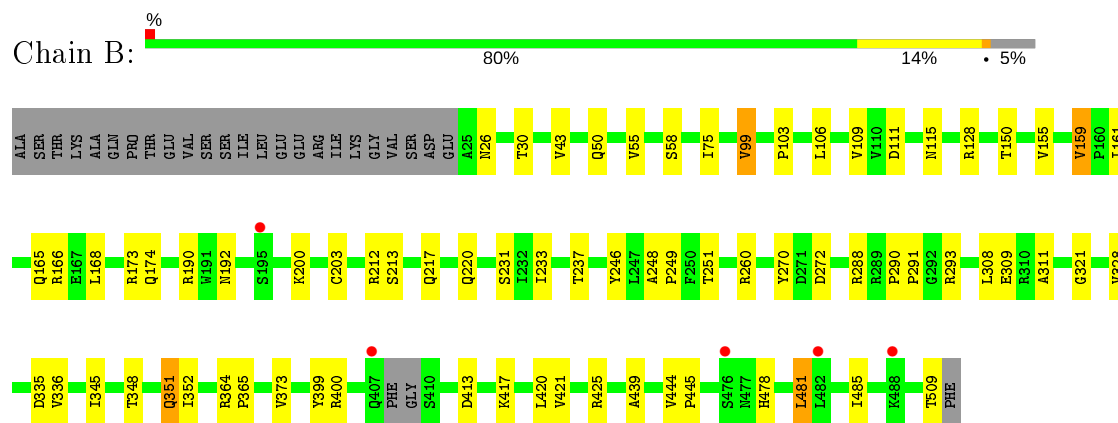 %
Chain B:
80% 14% • 5%
ALA SER THR LYS ALA GLN PRO THR GLU VAL SER SER ILE LEU GLU GLU ARG ILE LYS GLY VAL SER ASP GLU A25 N26 T30 V43 Q50 V55 S58 I75 V99 P103 L106 V109 V110 D111 N115 R128 T150 V155 V159 P160
Q165 R166 E167 L168 R173 Q174 R190 W191 N192 S195 K200 C203 R212 S213 Q217 Q220 S231 I232 I233 T237 Y246 L247 A248 P249 F250 T251 R260 Y270 D271 D272 R288 R289 P290 P291 G292 R293 L308 E309 R310 A311 G321
D335 V336 I345 T348 Q351 I352 R364 P365 V373 Y399 R400 Q407 PHE GLY S410 D413 K417 L420 V421 R425 A439 V444 P445 S476 N477 H478 L481 L482 I485 K488 T509 PHE